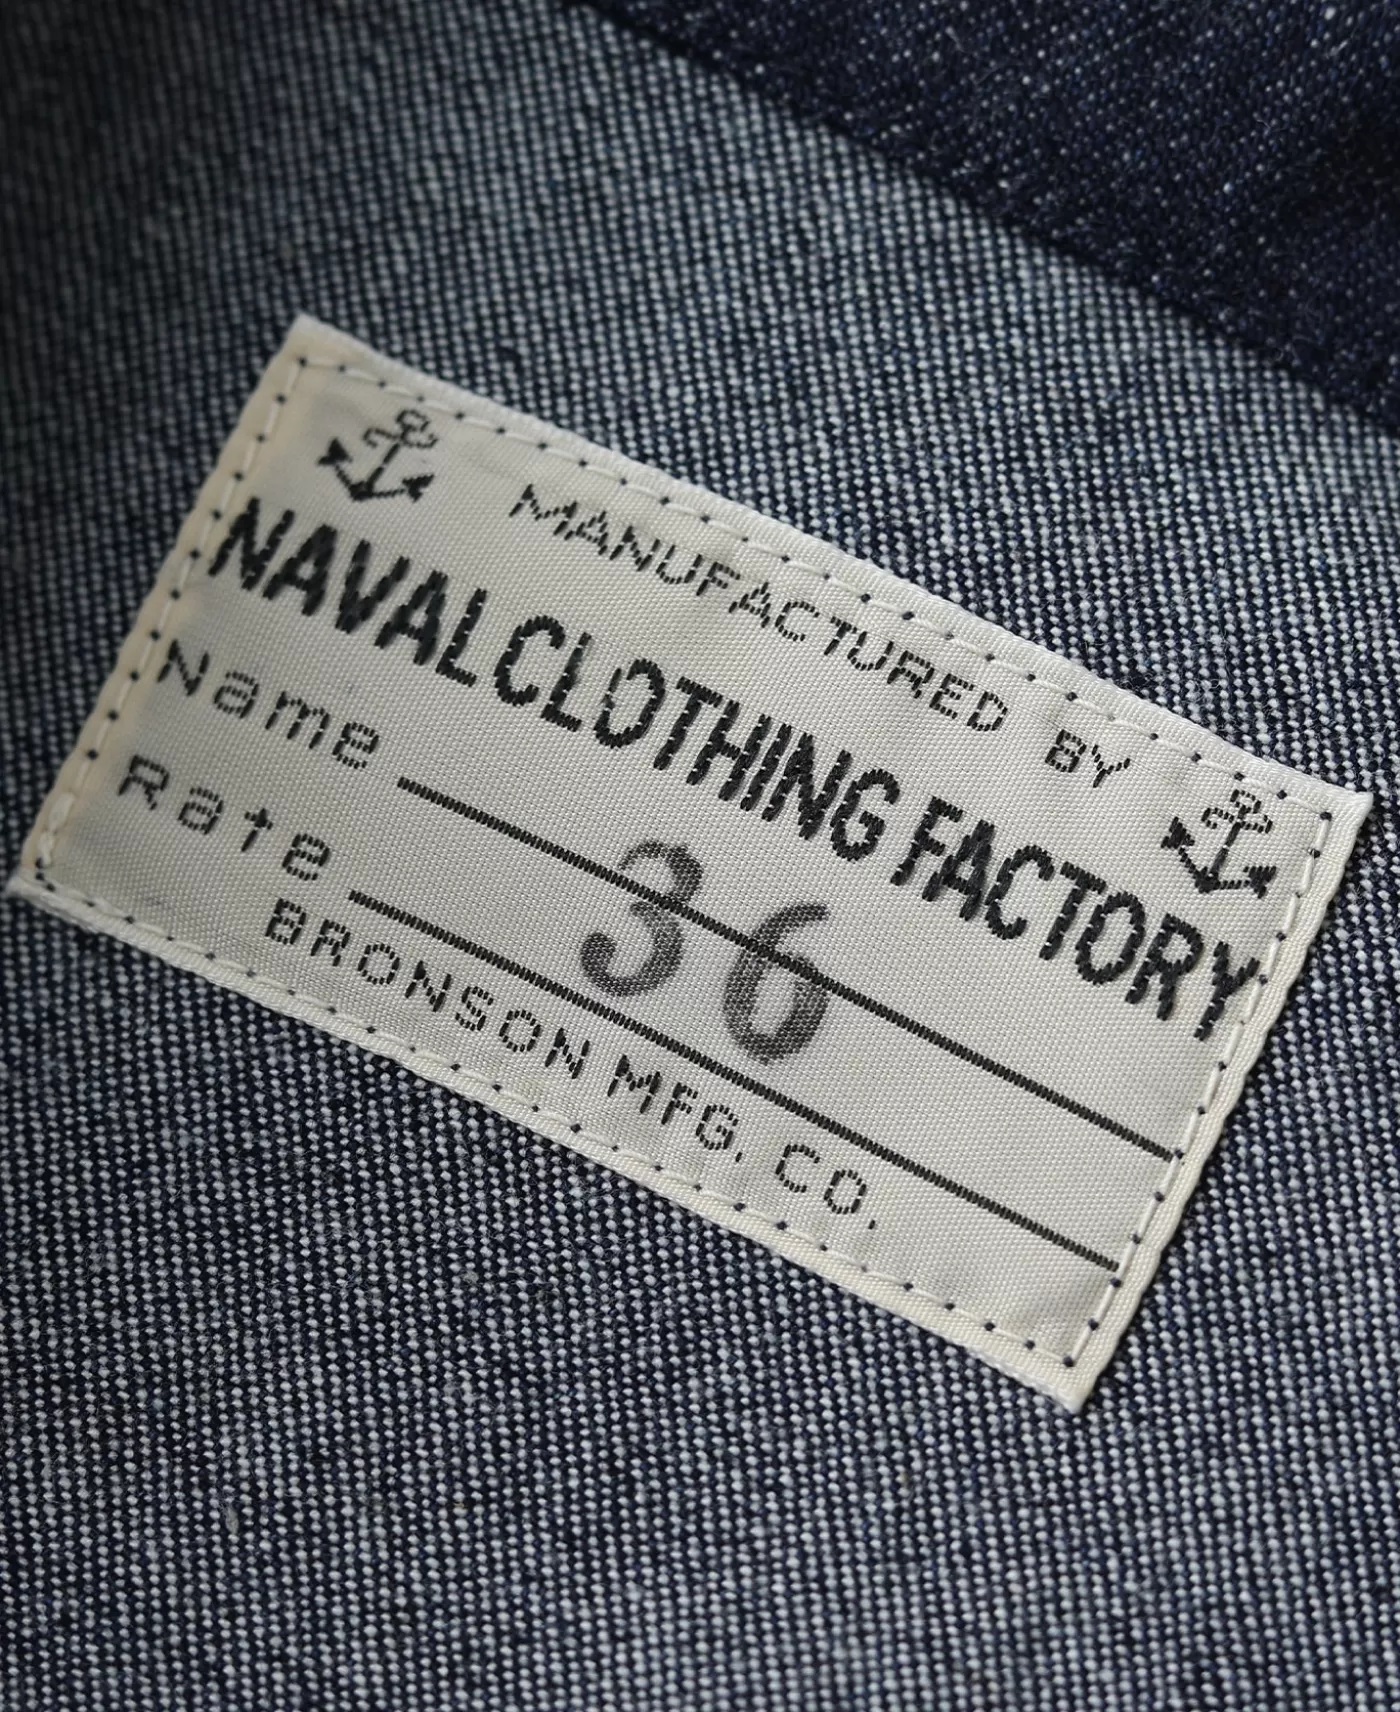 MANUFACTURED BY
NAVAL CLOTHING FACTORY
Name
36
Rate
BRONSON MFG. CO.